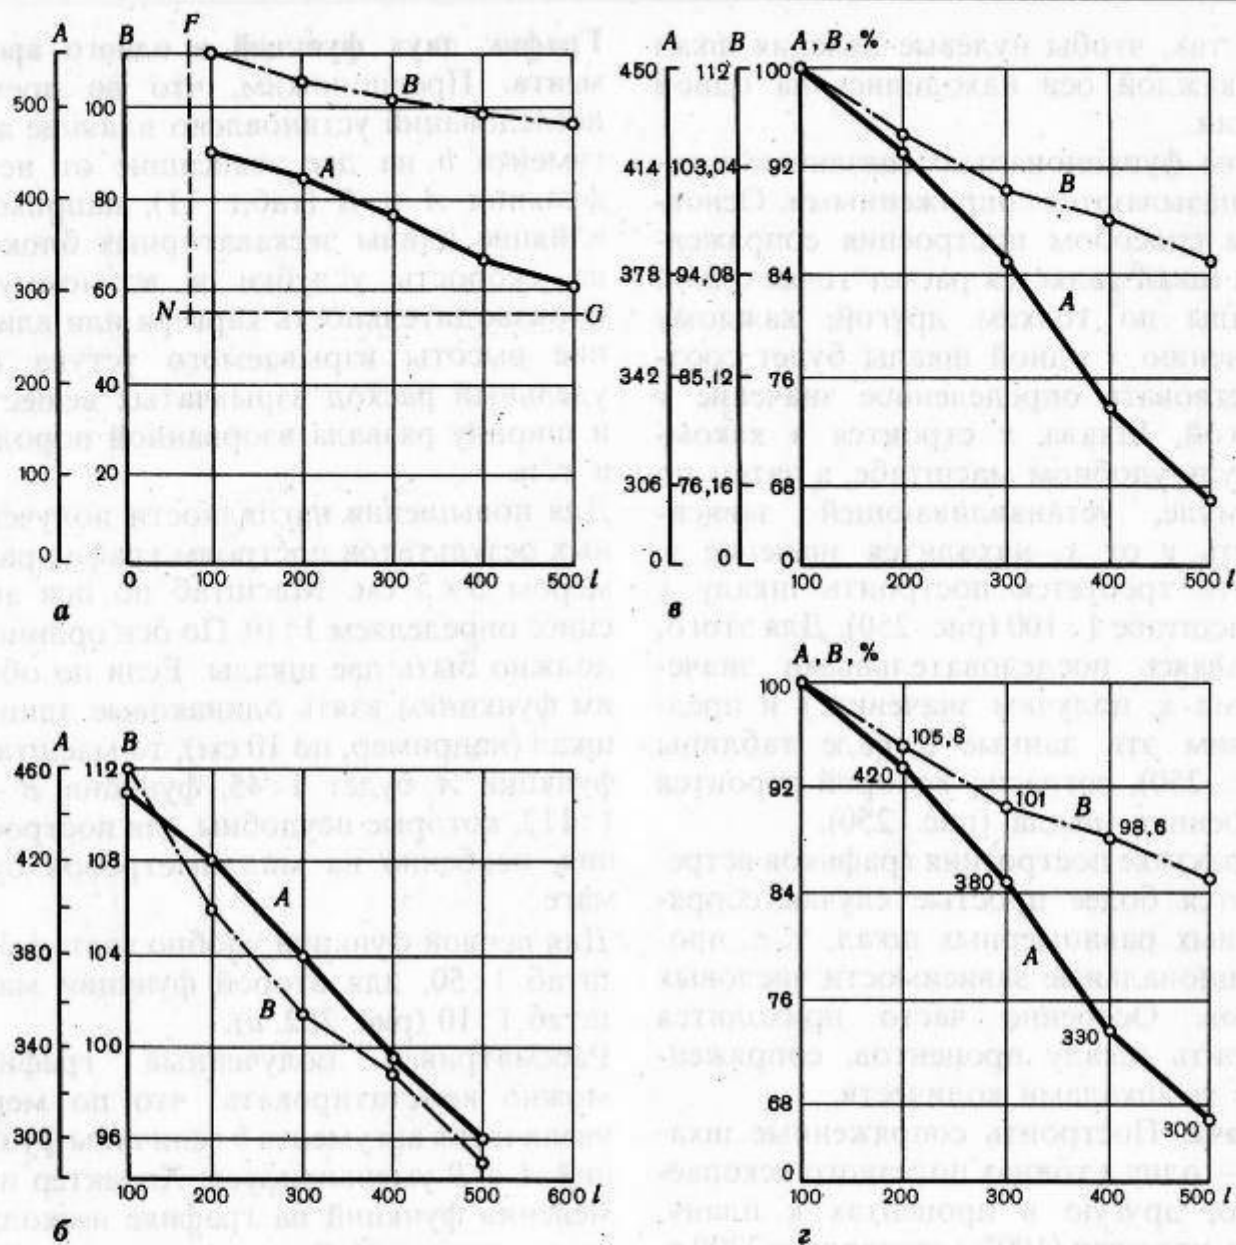 A B F
500 100 B
400 80 A
300 60
N G
200 40
100 20
0 0 100 200 300 400 500 l
а
A B A, B, %
450 112 100
414 103,04 92 B
378 94,08 84 A
342 85,12 76
306 76,16 68
0 0 0 100 200 300 400 500 l
в
A B
460 112
420 108 A
380 104 B
340 100
300 96
100 200 300 400 500 600 l
б
A, B, %
100
105,8
420
92 101 B 98,6
84 380 A
76 330
68 300
0 100 200 300 400 500 l
г